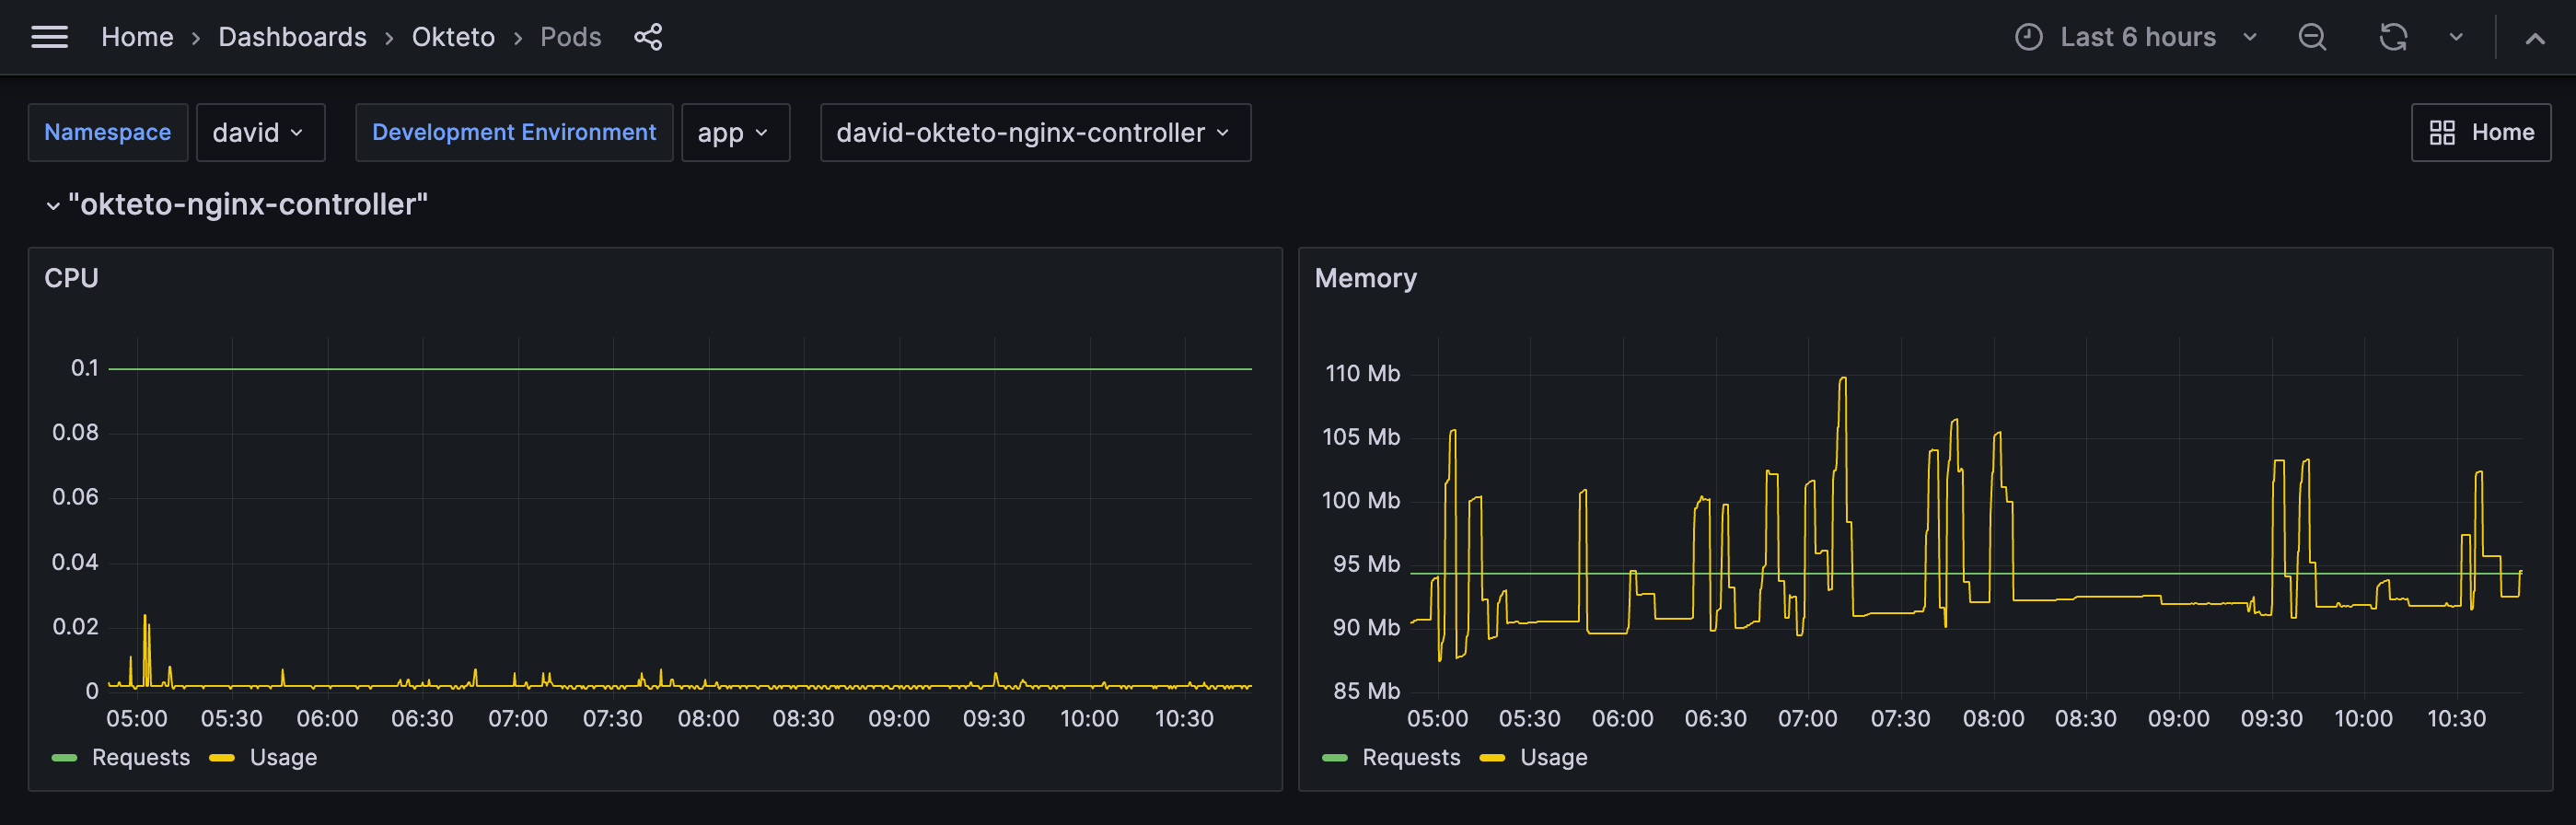 Home > Dashboards > Okteto > Pods
Last 6 hours
Namespace
david
Development Environment
app
david-okteto-nginx-controller
Home
"okteto-nginx-controller"
CPU
0.1
0.08
0.06
0.04
0.02
0
05:00 05:30 06:00 06:30 07:00 07:30 08:00 08:30 09:00 09:30 10:00 10:30
Requests Usage
Memory
110 Mb
105 Mb
100 Mb
95 Mb
90 Mb
85 Mb
05:00 05:30 06:00 06:30 07:00 07:30 08:00 08:30 09:00 09:30 10:00 10:30
Requests Usage